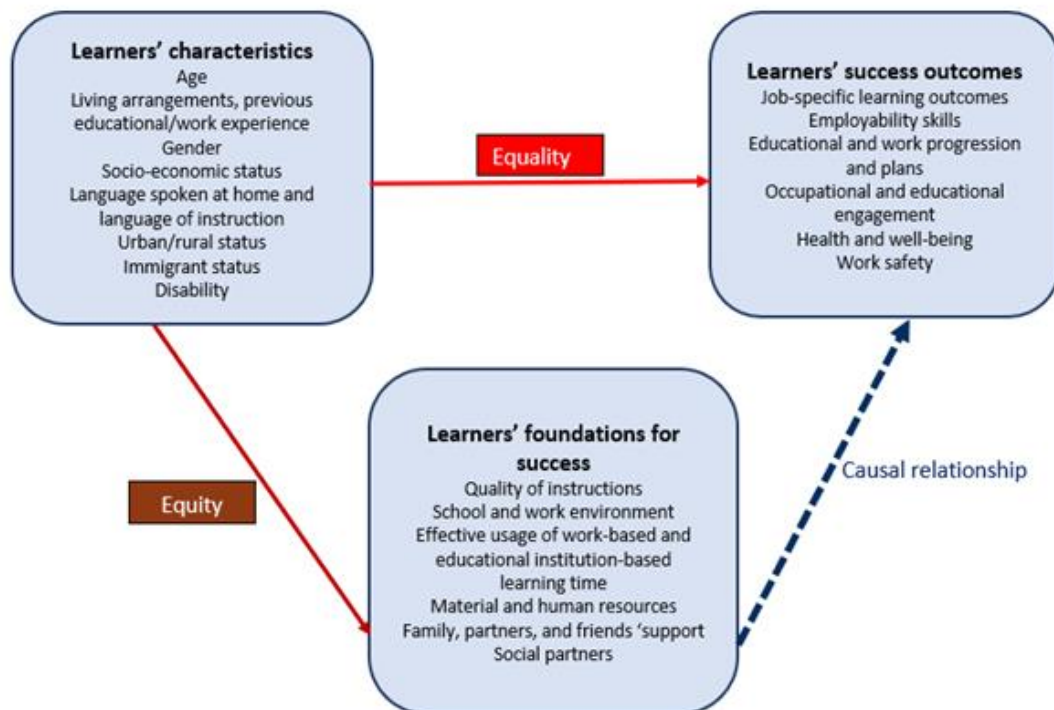 Learners’ characteristics
Age
Living arrangements, previous
educational/work experience
Gender
Socio-economic status
Language spoken at home and
language of instruction
Urban/rural status
Immigrant status
Disability
Equality
Learners’ success outcomes
Job-specific learning outcomes
Employability skills
Educational and work progression
and plans
Occupational and educational
engagement
Health and well-being
Work safety
Equity
Learners’ foundations for
success
Quality of instructions
School and work environment
Effective usage of work-based and
educational institution-based
learning time
Material and human resources
Family, partners, and friends ‘support
Social partners
Causal relationship